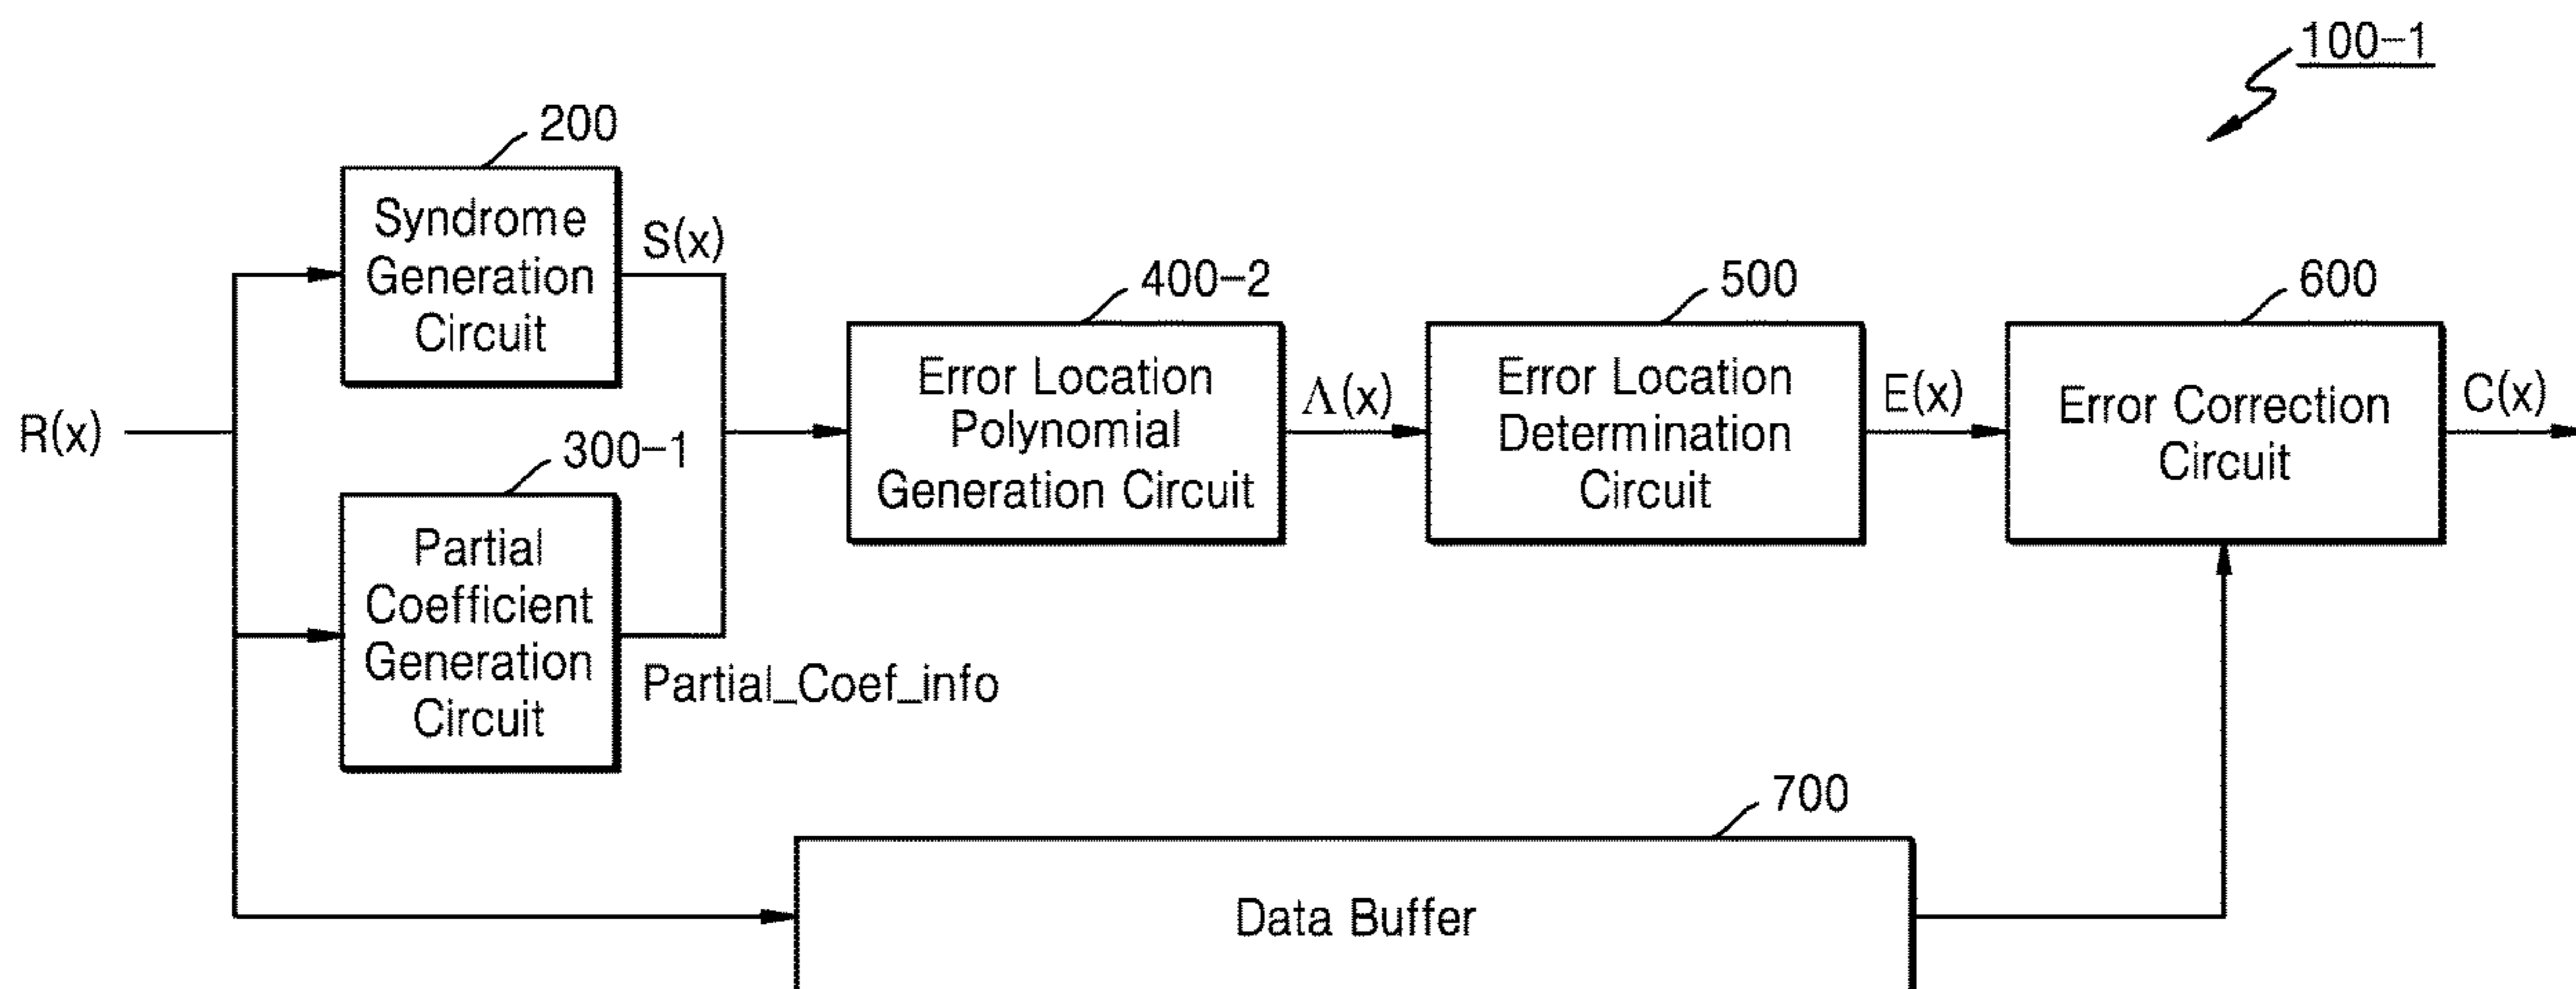 100-1
200
Syndrome
Generation
Circuit
S(x)
R(x)
300-1
Partial
Coefficient
Generation
Circuit
Partial_Coef_info
400-2
Error Location
Polynomial
Generation Circuit
Λ(x)
500
Error Location
Determination
Circuit
E(x)
600
Error Correction
Circuit
C(x)
700
Data Buffer